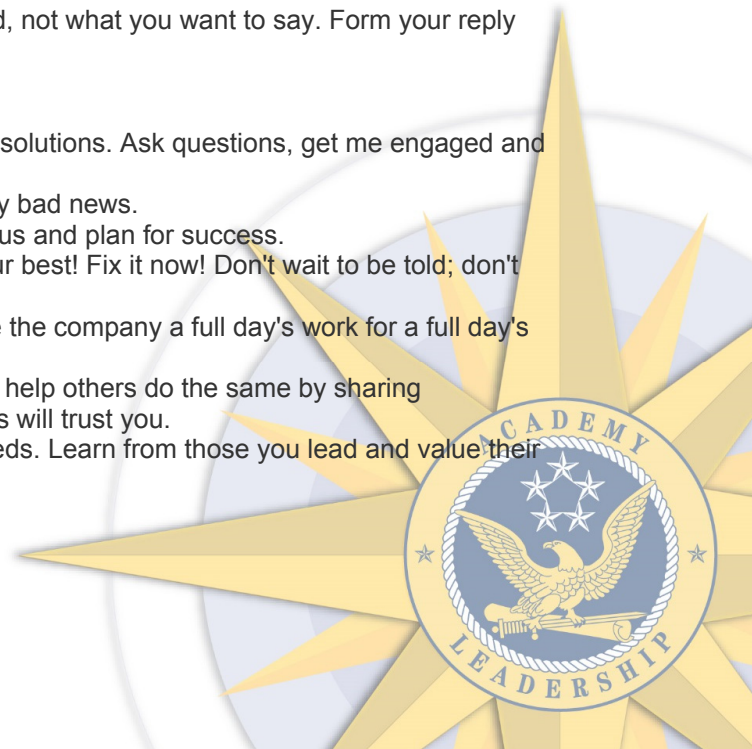 d, not what you want to say. Form your reply
solutions. Ask questions, get me engaged and
y bad news.
us and plan for success.
ur best! Fix it now! Don't wait to be told; don't
e the company a full day's work for a full day's
help others do the same by sharing
s will trust you.
eds. Learn from those you lead and value their
ACADEMY
LEADERSHIP